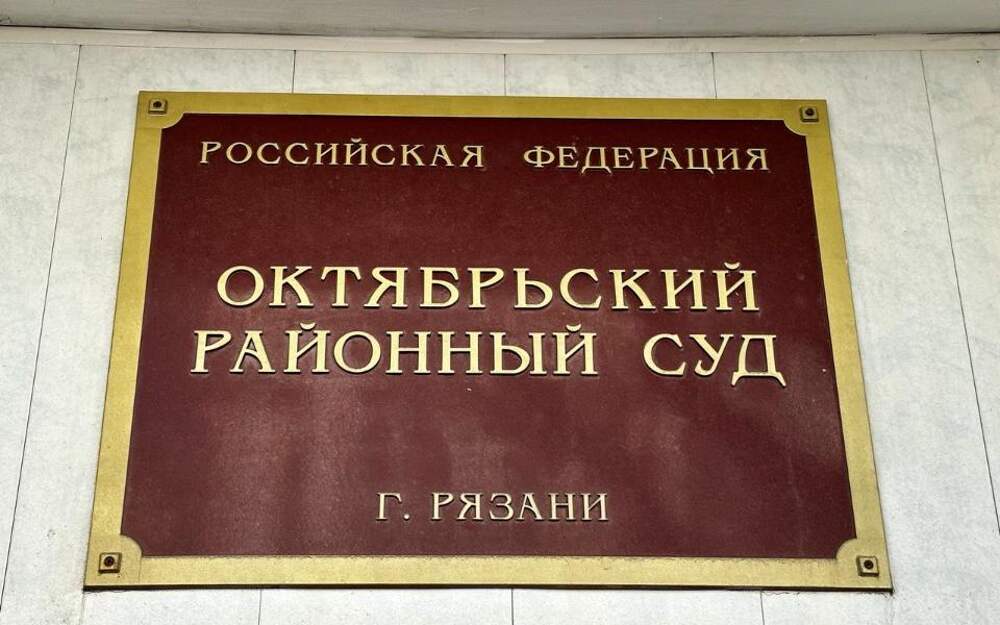 РОССИЙСКАЯ ФЕДЕРАЦИЯ
ОКТЯБРЬСКИЙ
РАЙОННЫЙ СУД
Г. РЯЗАНИ